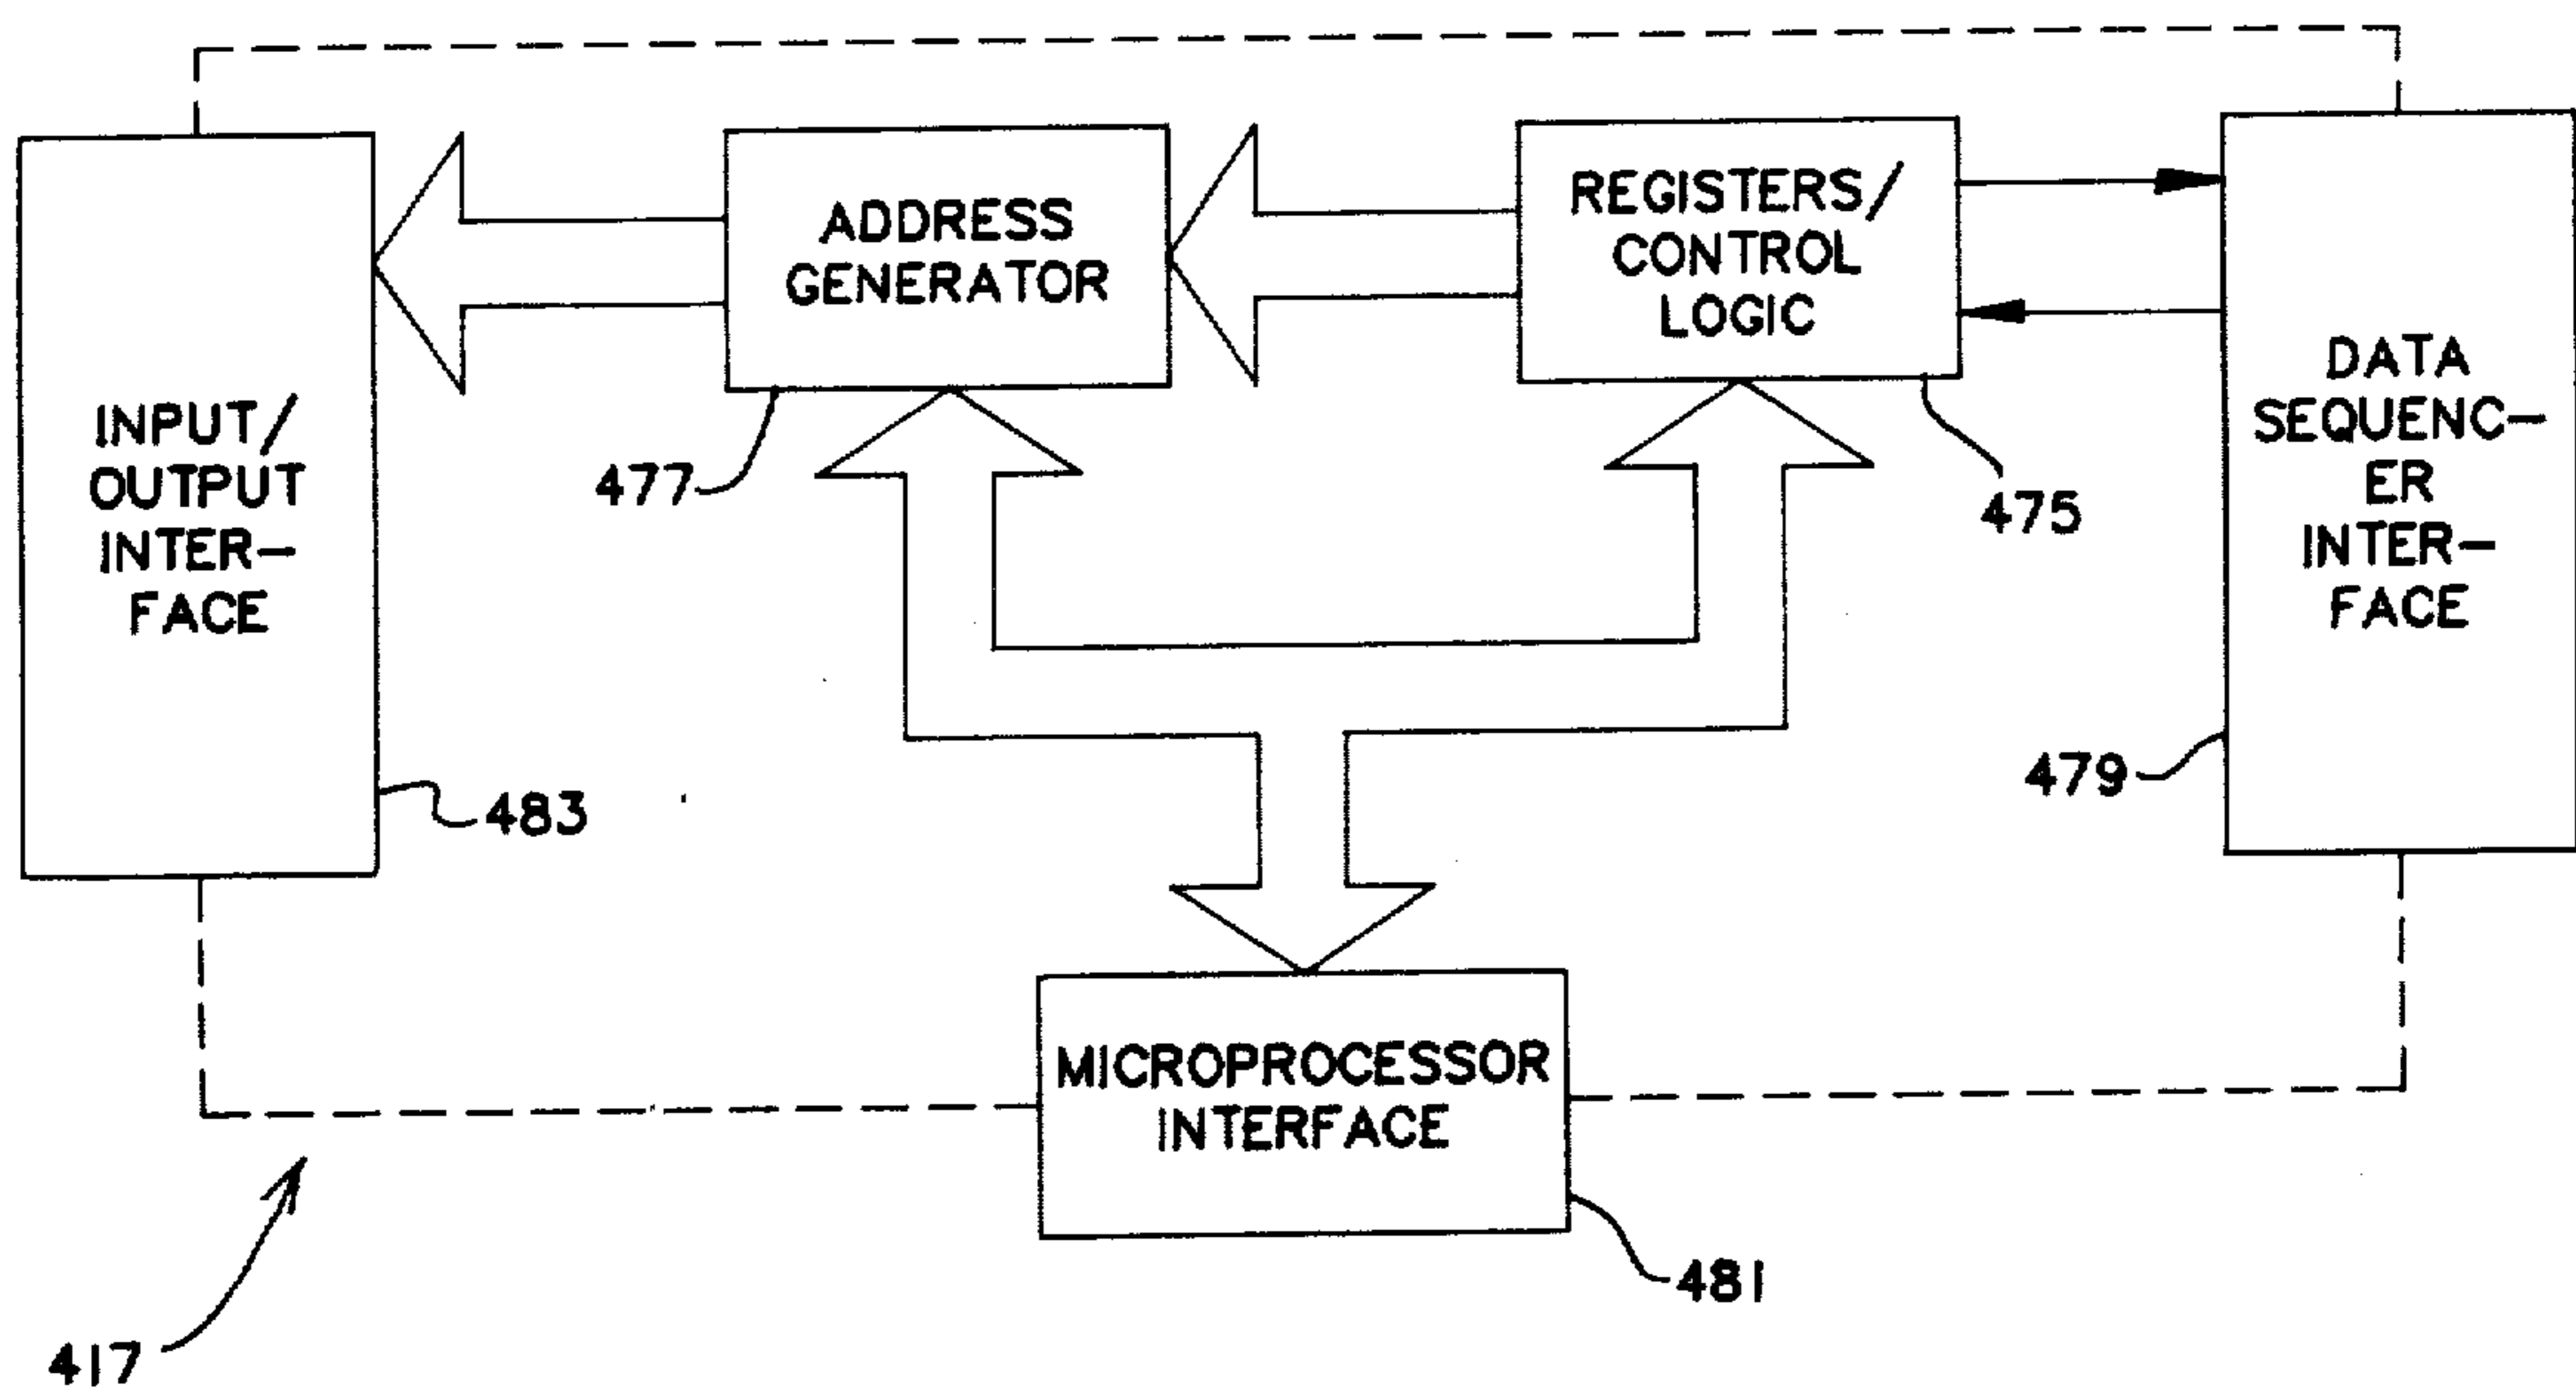 INPUT/
OUTPUT
INTER-
FACE
483
ADDRESS
GENERATOR
477
REGISTERS/
CONTROL
LOGIC
475
DATA
SEQUENC-
ER
INTER-
FACE
479
MICROPROCESSOR
INTERFACE
481
417